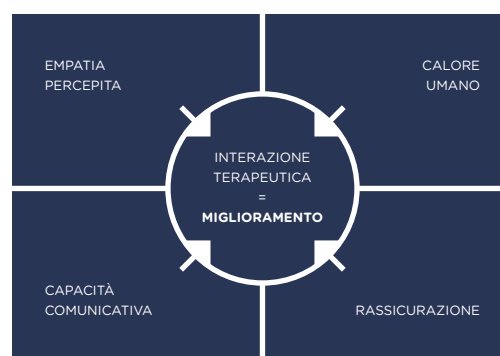 EMPATIA
PERCEPITA
CALORE
UMANO
INTERAZIONE
TERAPEUTICA
=
MIGLIORAMENTO
CAPACITÀ
COMUNICATIVA
RASSICURAZIONE